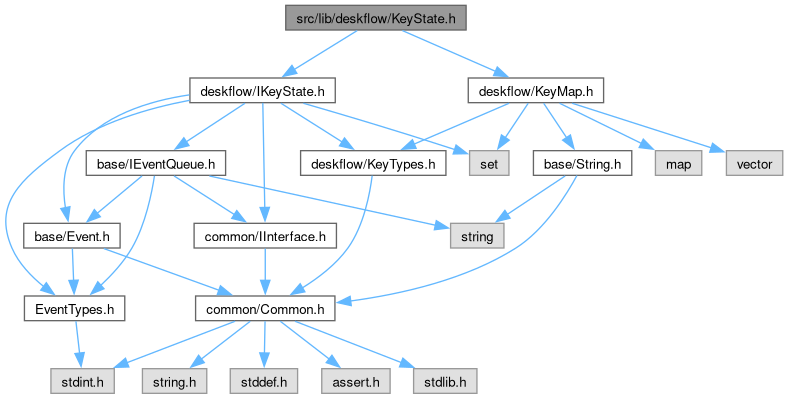 src/lib/deskflow/KeyState.h
deskflow/IKeyState.h
deskflow/KeyMap.h
base/IEventQueue.h
deskflow/KeyTypes.h
set
base/String.h
map
vector
base/Event.h
common/IInterface.h
string
EventTypes.h
common/Common.h
stdint.h
string.h
stddef.h
assert.h
stdlib.h